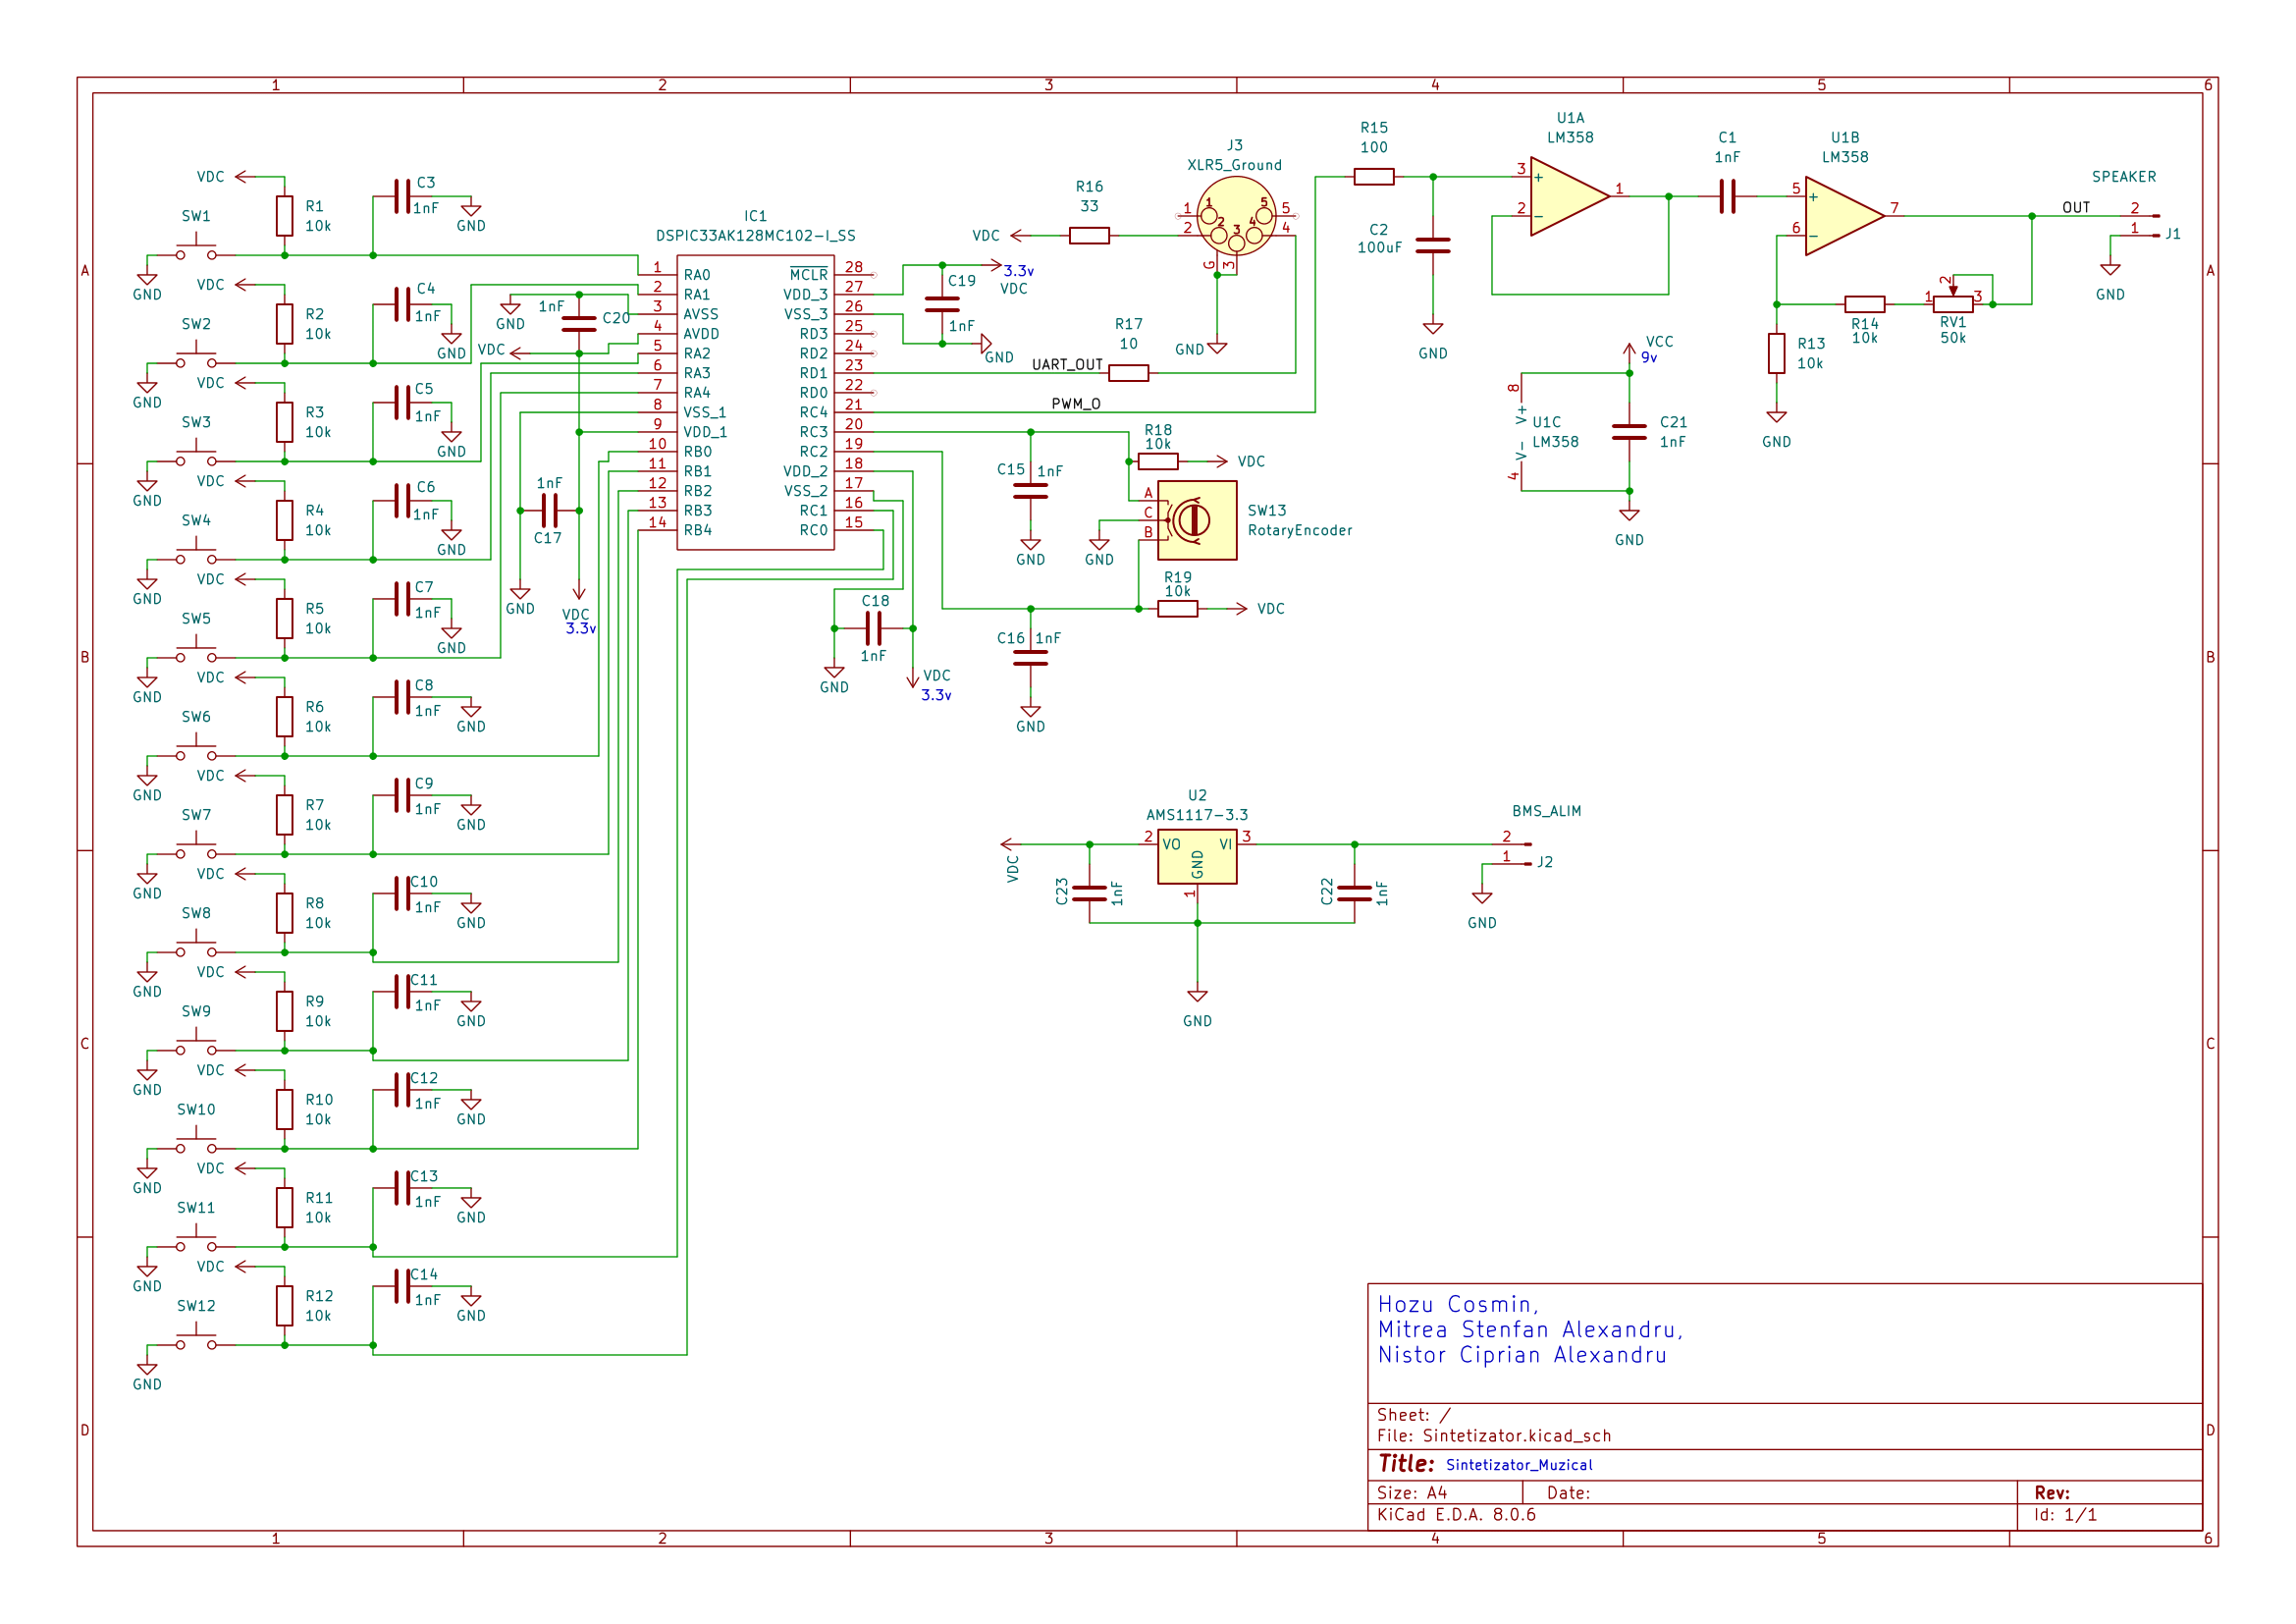 1 2 3 4 5 6
A A
B B
C C
D D
1 2 3 4 5 6
VDC
R1
10k
C3
1nF
GND
SW1
GND
VDC
R2
10k
C4
1nF
GND
SW2
GND
VDC
R3
10k
C5
1nF
GND
SW3
GND
VDC
R4
10k
C6
1nF
GND
SW4
GND
VDC
R5
10k
C7
1nF
GND
SW5
GND
VDC
R6
10k
C8
1nF
GND
SW6
GND
VDC
R7
10k
C9
1nF
GND
SW7
GND
VDC
R8
10k
C10
1nF
GND
SW8
GND
VDC
R9
10k
C11
1nF
GND
SW9
GND
VDC
R10
10k
C12
1nF
GND
SW10
GND
VDC
R11
10k
C13
1nF
GND
SW11
GND
VDC
R12
10k
C14
1nF
GND
SW12
GND
GND
1nF
C20
VDC
1nF
C17
GND
VDC
3.3v
IC1
DSPIC33AK128MC102-I_SS
1 RA0 MCLR 28
2 RA1 VDD_3 27
3 AVSS VSS_3 26
4 AVDD RD3 25
5 RA2 RD2 24
6 RA3 RD1 23
7 RA4 RD0 22
8 VSS_1 RC4 21
9 VDD_1 RC3 20
10 RB0 RC2 19
11 RB1 VDD_2 18
12 RB2 VSS_2 17
13 RB3 RC1 16
14 RB4 RC0 15
C19
1nF
3.3v
VDC
GND
C18
1nF
GND
VDC
3.3v
VDC
R16
33
J3
XLR5_Ground
1 1 5 5
2 2 3 4 4
G 3
GND
R17
10
UART_OUT
PWM_O
R18
10k
VDC
C15 1nF
GND
A
C
B
GND
SW13
RotaryEncoder
R19
10k
VDC
C16 1nF
GND
R15
100
C2
100uF
GND
U1A
LM358
3 +
2 −
1
C1
1nF
U1B
LM358
5 +
6 −
7
OUT
SPEAKER
2
1
J1
GND
R13
10k
GND
R14
10k
1 2 3
RV1
50k
VCC
9v
8 V+
U1C
LM358
V- 4
C21
1nF
GND
U2
AMS1117-3.3
2 VO VI 3
GND
1
VDC
C23
1nF
C22
1nF
GND
BMS_ALIM
2
1
J2
GND
Hozu Cosmin,
Mitrea Stenfan Alexandru,
Nistor Ciprian Alexandru
Sheet: /
File: Sintetizator.kicad_sch
Title: Sintetizator_Muzical
Size: A4 Date: Rev:
KiCad E.D.A. 8.0.6 Id: 1/1